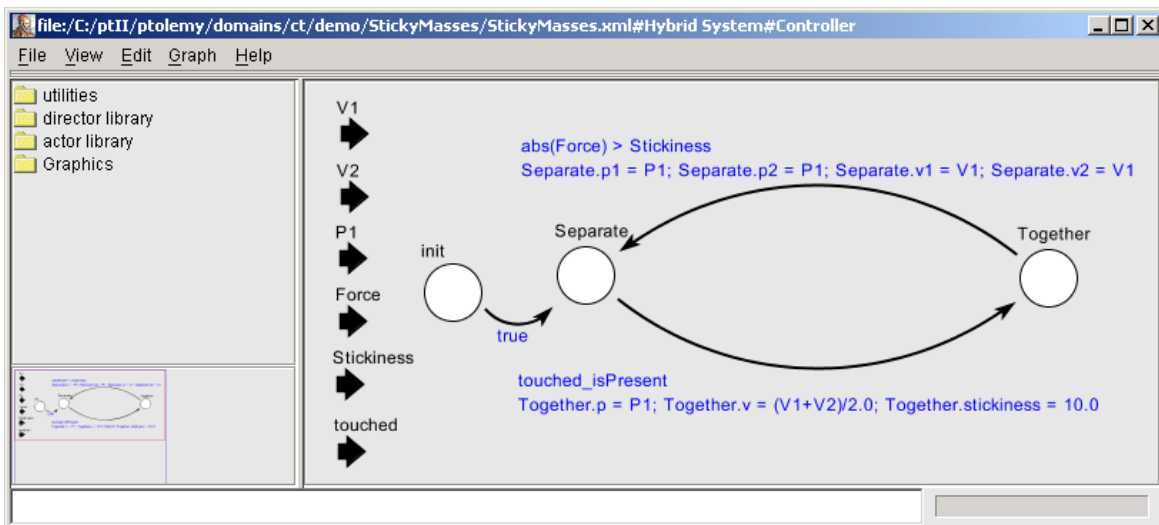 file:/C:/ptII/ptolemy/domains/ct/demo/StickyMasses/StickyMasses.xml#Hybrid System#Controller
File View Edit Graph Help
utilities
director library
actor library
Graphics
V1
V2
P1
Force
Stickiness
touched
abs(Force) > Stickiness
Separate.p1 = P1; Separate.p2 = P1; Separate.v1 = V1; Separate.v2 = V1
init
Separate
Together
true
touched_isPresent
Together.p = P1; Together.v = (V1+V2)/2.0; Together.stickiness = 10.0